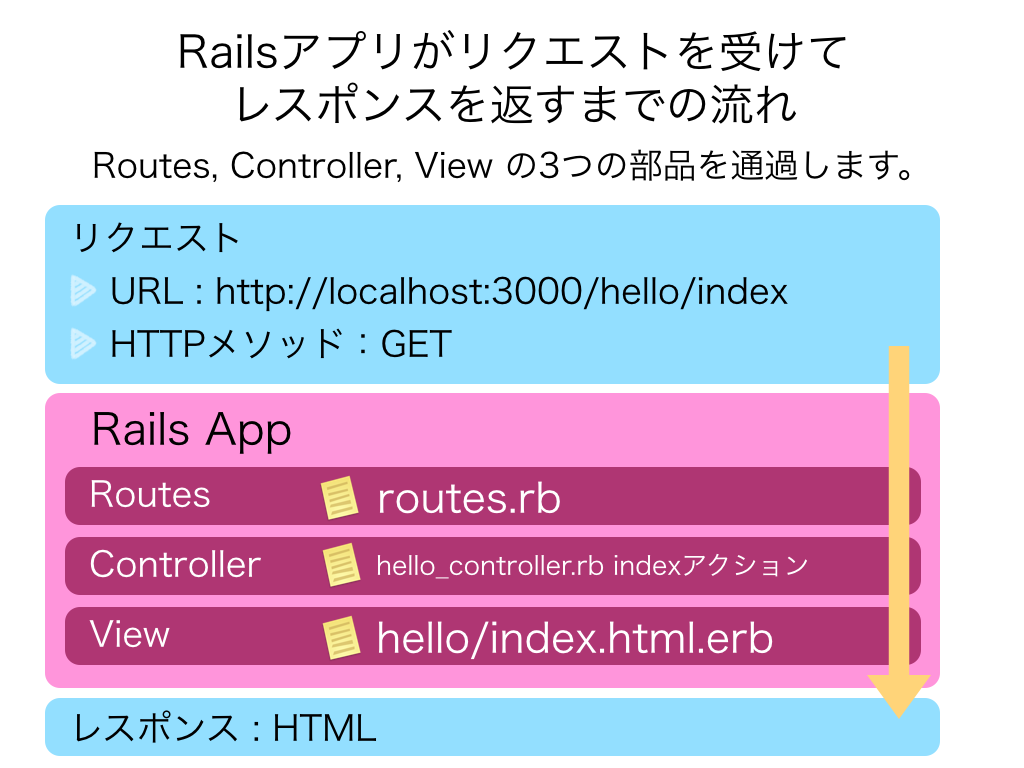 Railsアプリがリクエストを受けて
レスポンスを返すまでの流れ
Routes, Controller, View の3つの部品を通過します。
リクエスト
URL : http://localhost:3000/hello/index
HTTPメソッド：GET
Rails App
Routes routes.rb
Controller hello_controller.rb indexアクション
View hello/index.html.erb
レスポンス : HTML